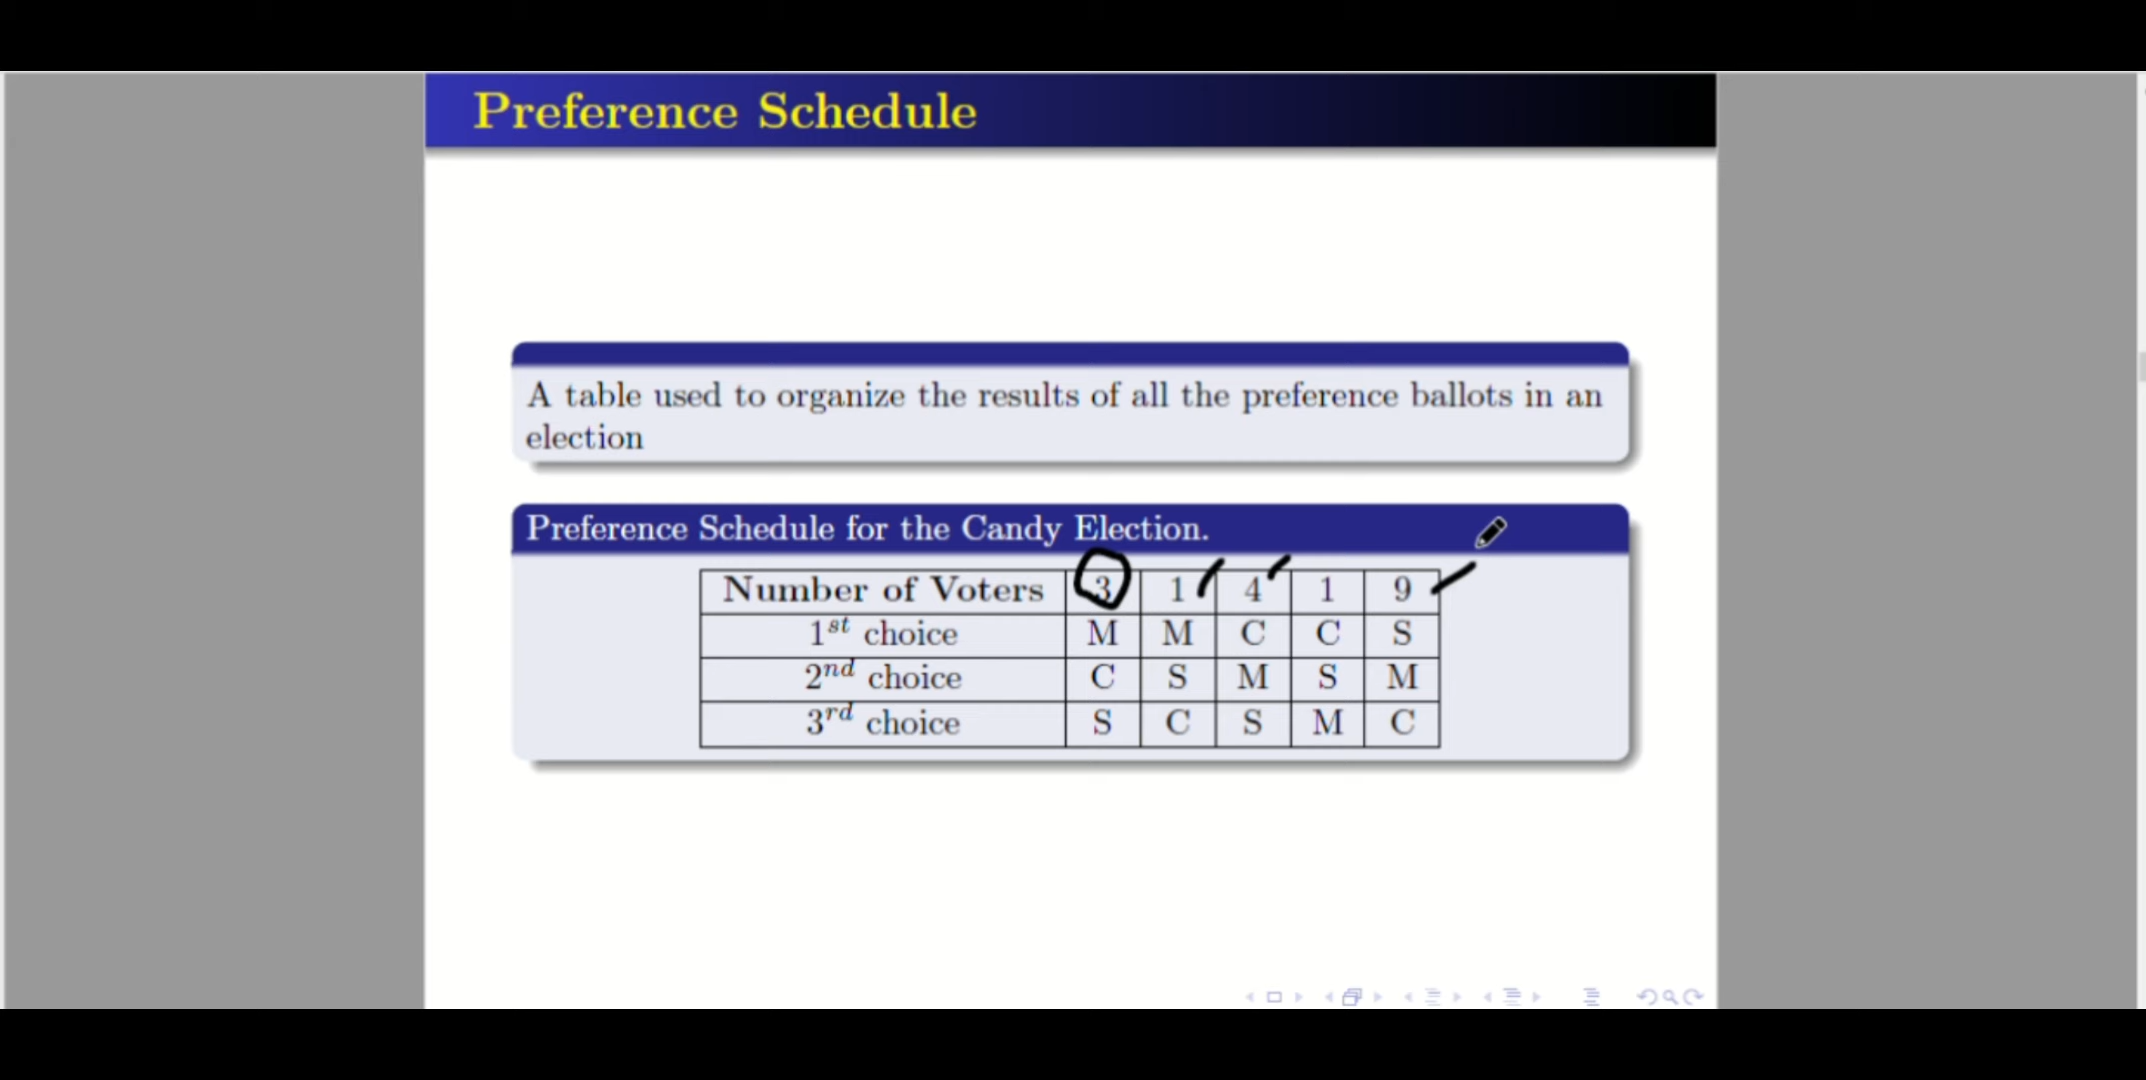 Preference Schedule
A table used to organize the results of all the preference ballots in an
election
Preference Schedule for the Candy Election.
Number of Voters 3 1 4 1 9
1st choice M M C C S
2nd choice C S M S M
3rd choice S C S M C